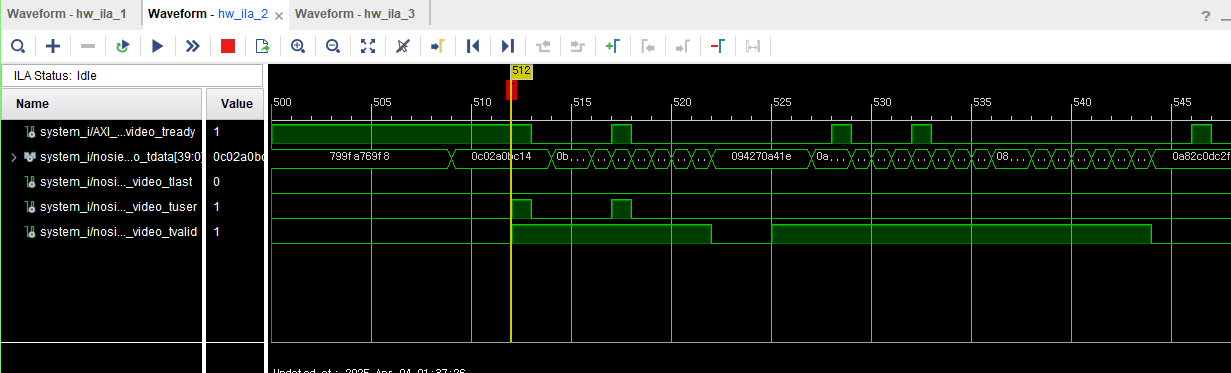 Waveform - hw_ila_1 Waveform - hw_ila_2 Waveform - hw_ila_3
ILA Status: Idle
Name Value
512
500 505 510 515 520 525 530 535 540 545
system_i/AXI_...video_tready 1
system_i/nosie...o_tdata[39:0] 0c02a0bc 799fa769f8 0c02a0bc14 0b... 094270a41e 0a... 08... 0a82c0dc2f
system_i/nosi..._video_tlast 0
system_i/nosi..._video_tuser 1
system_i/nosi..._video_tvalid 1
Updated at: 2025-Apr-04 01:37:26